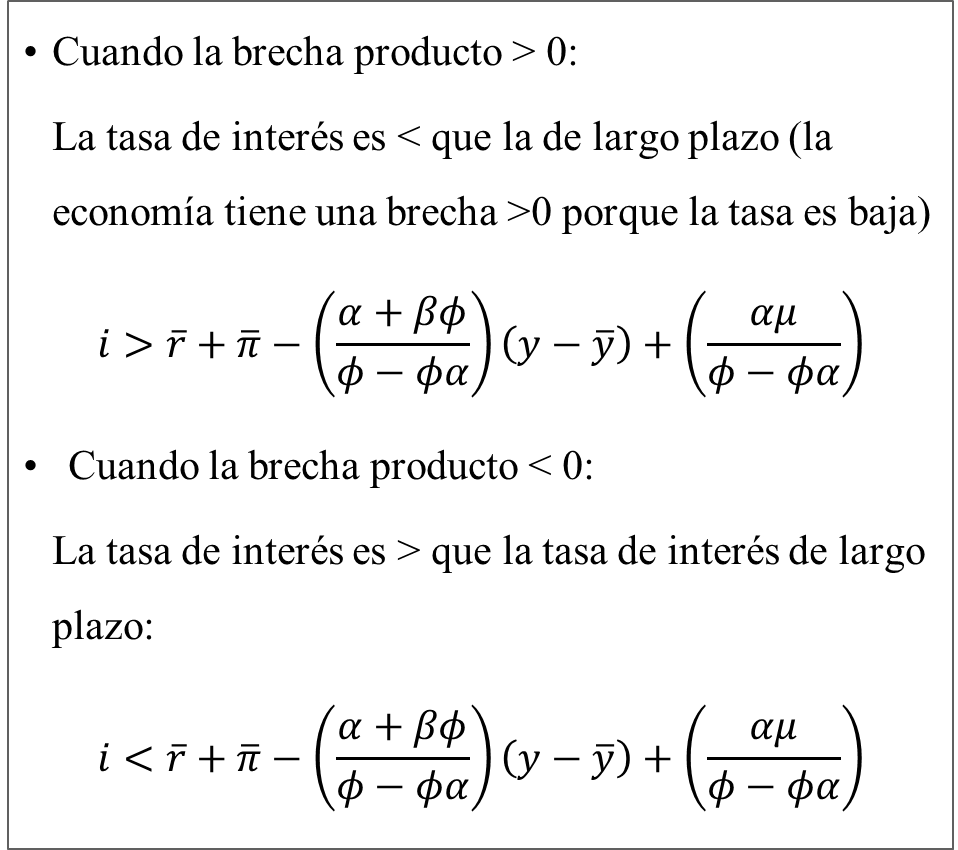 • Cuando la brecha producto > 0:
La tasa de interés es < que la de largo plazo (la
economía tiene una brecha >0 porque la tasa es baja)
i > r̄ + π̄ − ((α + βϕ)/(ϕ − ϕα)) (y − ȳ) + (αμ/(ϕ − ϕα))
• Cuando la brecha producto < 0:
La tasa de interés es > que la tasa de interés de largo
plazo:
i < r̄ + π̄ − ((α + βϕ)/(ϕ − ϕα)) (y − ȳ) + (αμ/(ϕ − ϕα))